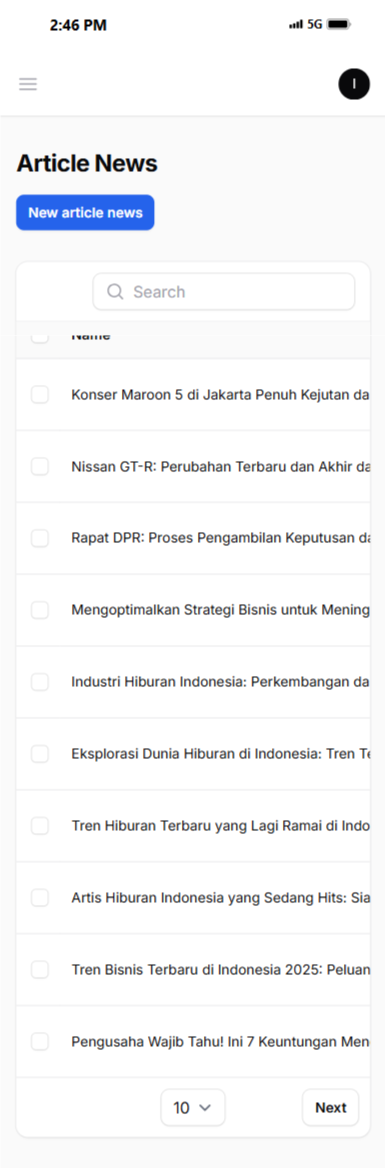 2:46 PM 5G
I
Article News
New article news
Search
Name
Konser Maroon 5 di Jakarta Penuh Kejutan da
Nissan GT-R: Perubahan Terbaru dan Akhir da
Rapat DPR: Proses Pengambilan Keputusan da
Mengoptimalkan Strategi Bisnis untuk Mening
Industri Hiburan Indonesia: Perkembangan da
Eksplorasi Dunia Hiburan di Indonesia: Tren Te
Tren Hiburan Terbaru yang Lagi Ramai di Indo
Artis Hiburan Indonesia yang Sedang Hits: Sia
Tren Bisnis Terbaru di Indonesia 2025: Peluan
Pengusaha Wajib Tahu! Ini 7 Keuntungan Men
10 Next